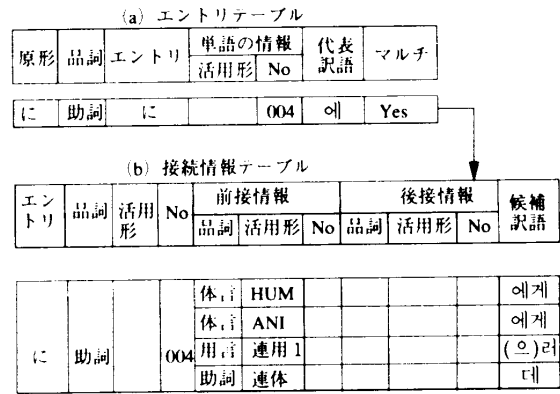 (a) エントリテーブル
原形 品詞 エントリ 単語の情報 代表訳語 マルチ
活用形 No
に 助詞 に 004 에 Yes
(b) 接続情報テーブル
エントリ 品詞 活用形 No 前接情報 後接情報 候補訳語
品詞 活用形 No 品詞 活用形 No
に 助詞 004
体言 HUM 에게
体言 ANI 에게
用言 連用1 (으)러
助詞 連体 데